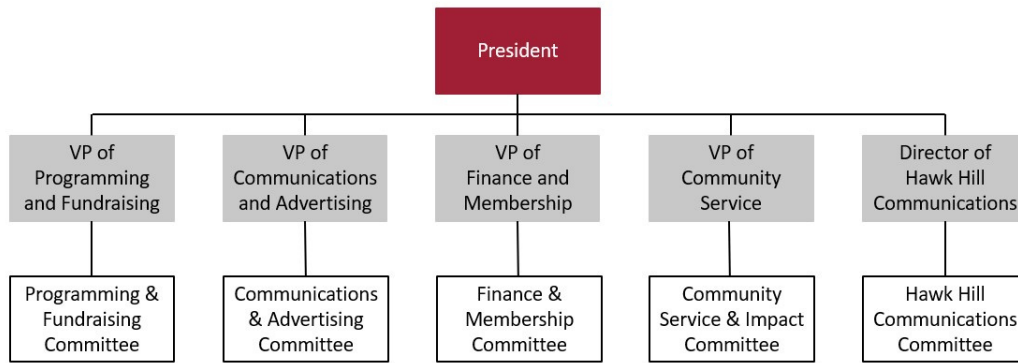 President
VP of
Programming
and Fundraising
VP of
Communications
and Advertising
VP of
Finance and
Membership
VP of
Community
Service
Director of
Hawk Hill
Communications
Programming &
Fundraising
Committee
Communications
& Advertising
Committee
Finance &
Membership
Committee
Community
Service & Impact
Committee
Hawk Hill
Communications
Committee